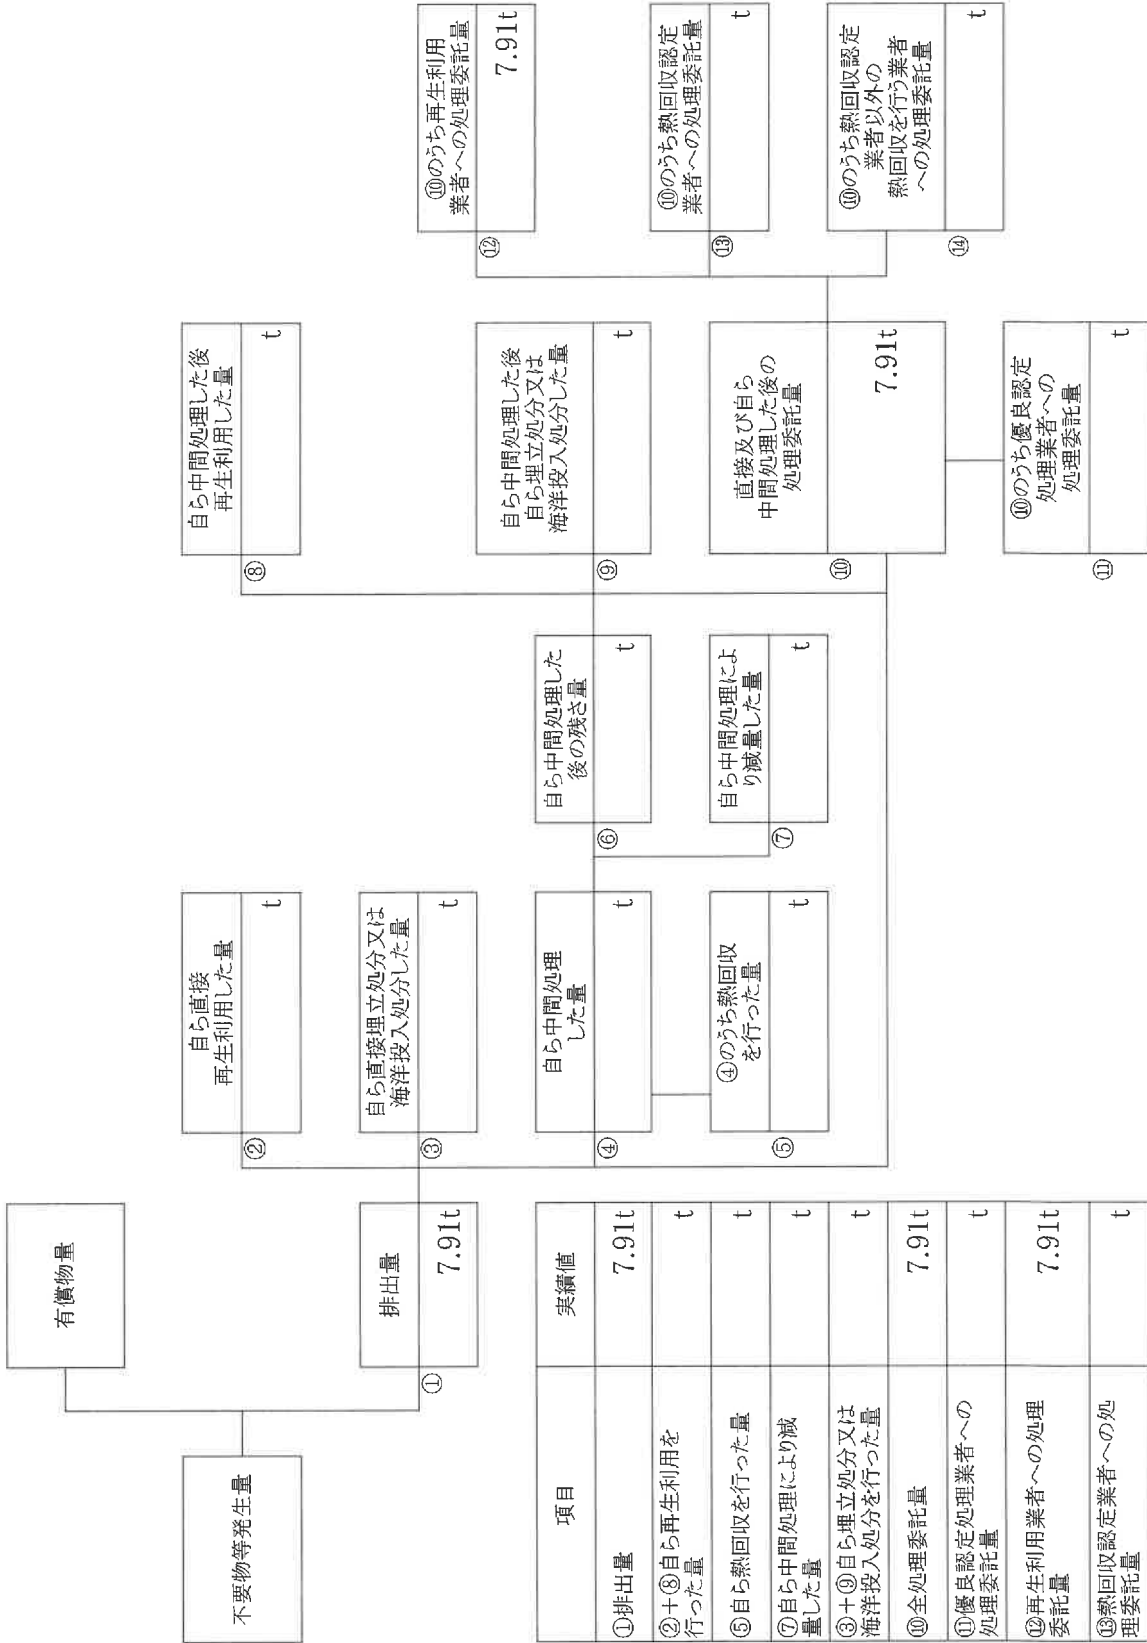 不要物等発生量
有償物量
①
排出量
7.91t
②
自ら直接
再生利用した量
t
③
自ら直接埋立処分又は
海洋投入処分した量
t
④
自ら中間処理
した量
t
⑤
④のうち熱回収
を行った量
t
⑥
自ら中間処理した
後の残さ量
t
⑦
自ら中間処理によ
り減量した量
t
⑧
自ら中間処理した後
再生利用した量
t
⑨
自ら中間処理した後
自ら埋立処分又は
海洋投入処分した量
t
⑩
直接及び自ら
中間処理した後の
処理委託量
7.91t
⑪
⑩のうち優良認定
処理業者への
処理委託量
t
⑫
⑩のうち再生利用
業者への処理委託量
7.91t
⑬
⑩のうち熱回収認定
業者への処理委託量
t
⑭
⑩のうち熱回収認定
業者以外の
熱回収を行う業者
への処理委託量
t
項目 実績値
①排出量 7.91t
②+⑧自ら再生利用を
行った量 t
⑤自ら熱回収を行った量 t
⑦自ら中間処理により減
量した量 t
③+⑨自ら埋立処分又は
海洋投入処分を行った量 t
⑩全処理委託量 7.91t
⑪優良認定処理業者への
処理委託量 t
⑫再生利用業者への処理
委託量 7.91t
⑬熱回収認定業者への処
理委託量 t